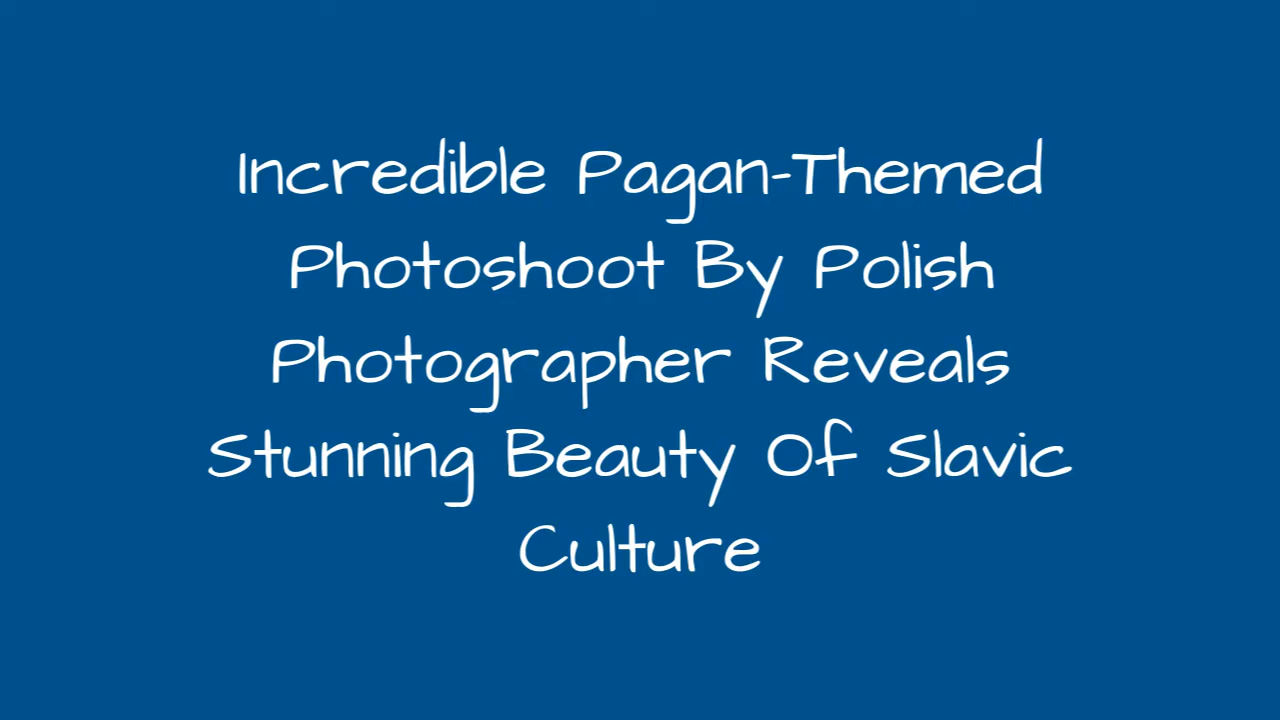 Incredible Pagan-Themed
Photoshoot By Polish
Photographer Reveals
Stunning Beauty Of Slavic
Culture